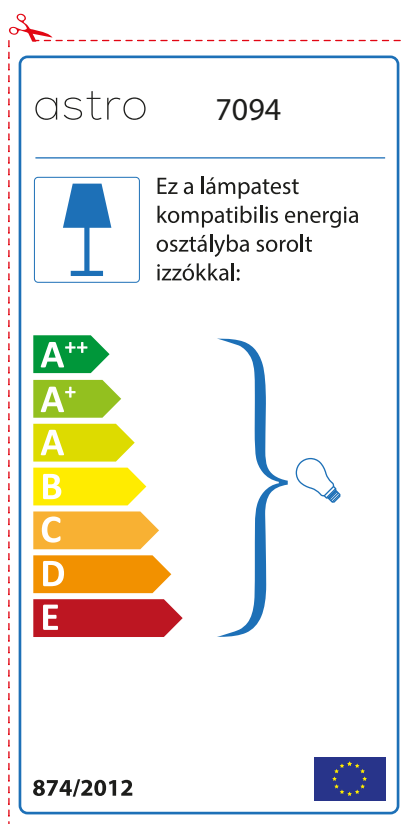 astro 7094
Ez a lámpatest
kompatibilis energia
osztályba sorolt
izzókkal:
A++
A+
A
B
C
D
E
874/2012